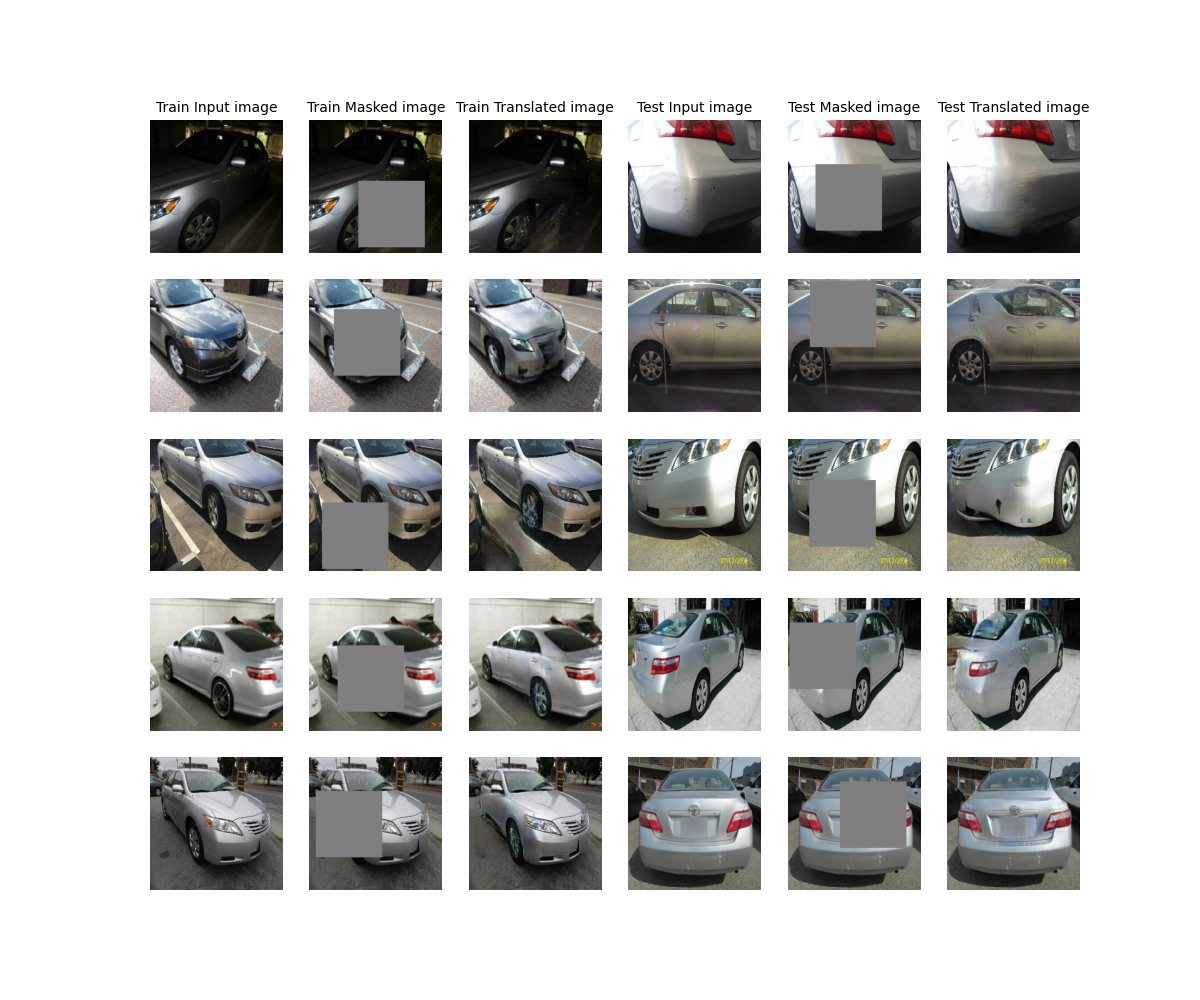 Train Input image
Train Masked image
Train Translated image
Test Input image
Test Masked image
Test Translated image